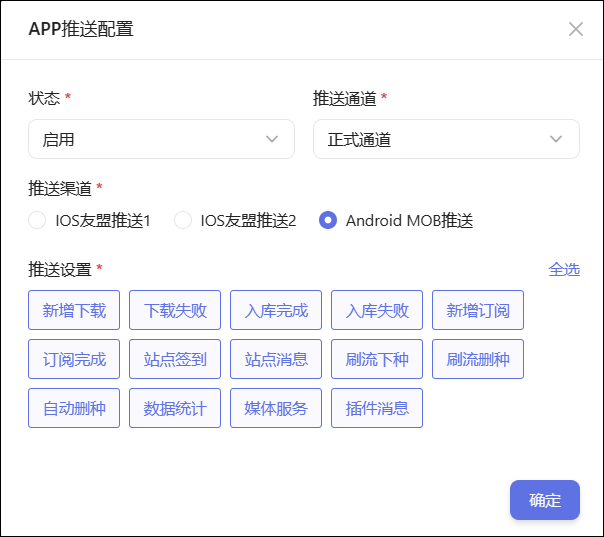 APP推送配置
状态 * 推送通道 *
启用 正式通道
推送渠道 *
IOS友盟推送1 IOS友盟推送2 Android MOB推送
推送设置 * 全选
新增下载 下载失败 入库完成 入库失败 新增订阅
订阅完成 站点签到 站点消息 刷流下种 刷流删种
自动删种 数据统计 媒体服务 插件消息
确定